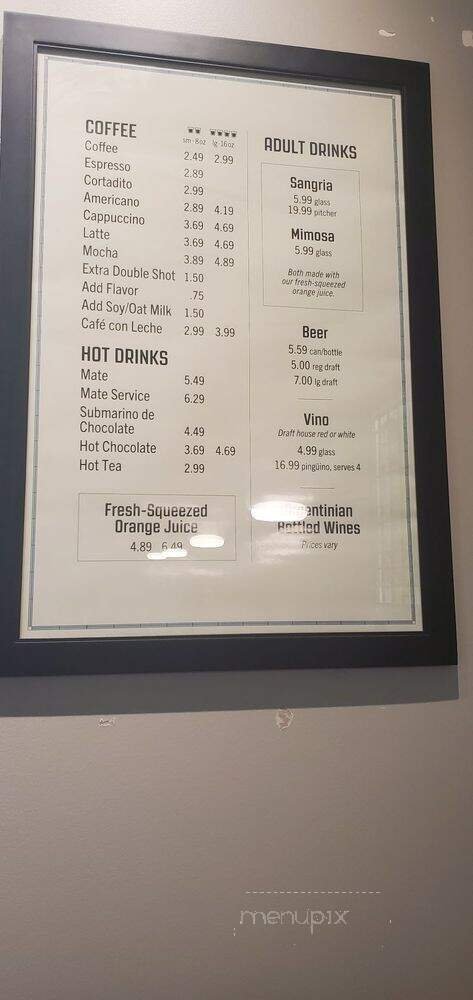 COFFEE
sm-8oz lg 16oz
Coffee 2.49 2.99
Espresso 2.89
Cortadito 2.99
Americano 2.89 4.19
Cappuccino 3.69 4.69
Latte 3.69 4.69
Mocha 3.89 4.89
Extra Double Shot 1.50
Add Flavor .75
Add Soy/Oat Milk 1.50
Café con Leche 2.99 3.99
HOT DRINKS
Mate 5.49
Mate Service 6.29
Submarino de
Chocolate 4.49
Hot Chocolate 3.69 4.69
Hot Tea 2.99
Fresh-Squeezed
Orange Juice
4.89 6.49
ADULT DRINKS
Sangria
5.99 glass
19.99 pitcher
Mimosa
5.99 glass
Both made with
our fresh-squeezed
orange juice.
Beer
5.59 can/bottle
5.00 reg draft
7.00 lg draft
Vino
Draft house red or white
4.99 glass
16.99 pingüino, serves 4
Argentinian
Bottled Wines
Prices vary
menupix